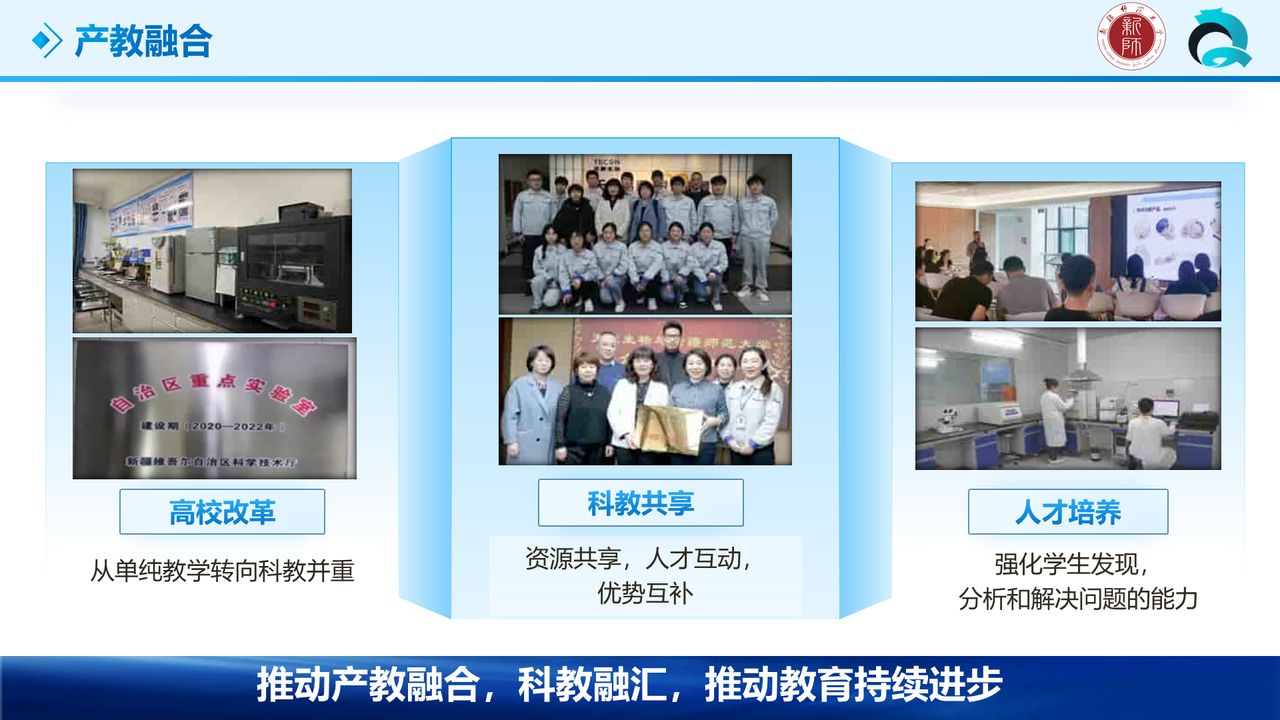 产教融合
新师
TECON
自治区重点实验室
建设期（2020—2022年）
新疆维吾尔自治区科学技术厅
高校改革
从单纯教学转向科教并重
科教共享
资源共享，人才互动，
优势互补
人才培养
强化学生发现，
分析和解决问题的能力
推动产教融合，科教融汇，推动教育持续进步